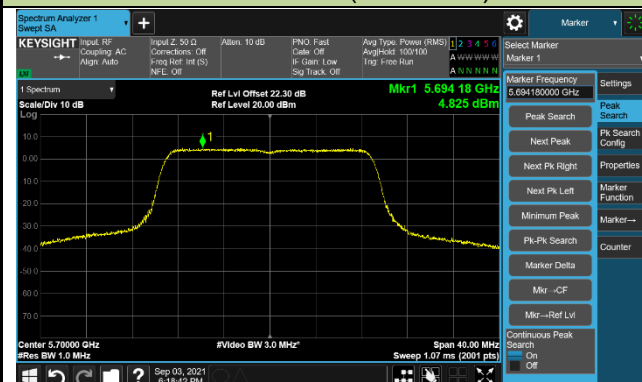 Spectrum Analyzer 1
Swept SA
+
Marker
KEYSIGHT
Input: RF
Coupling: AC
Align: Auto
Input Z: 50 Ω
Corrections: Off
Freq Ref: Int (S)
NFE: Off
Atten: 10 dB
PNO: Fast
Gate: Off
IF Gain: Low
Sig Track: Off
Avg Type: Power (RMS)
Avg|Hold: 100/100
Trig: Free Run
1 2 3 4 5 6
A W W W W W
A N N N N N
Select Marker
Marker 1
1 Spectrum
Scale/Div 10 dB
Log
Ref Lvl Offset 22.30 dB
Ref Level 20.00 dBm
Mkr1 5.694 18 GHz
4.825 dBm
1
10.0
0.00
-10.0
-20.0
-30.0
-40.0
-50.0
-60.0
-70.0
Center 5.70000 GHz
#Res BW 1.0 MHz
#Video BW 3.0 MHz*
Span 40.00 MHz
Sweep 1.07 ms (2001 pts)
Marker Frequency
5.694180000 GHz
Peak Search
Next Peak
Next Pk Right
Next Pk Left
Minimum Peak
Pk-Pk Search
Marker Delta
Mkr→CF
Mkr→Ref Lvl
Continuous Peak
Search
On
Off
Settings
Peak
Search
Pk Search
Config
Properties
Marker
Function
Marker→
Counter
?
Sep 03, 2021
6:18:42 PM